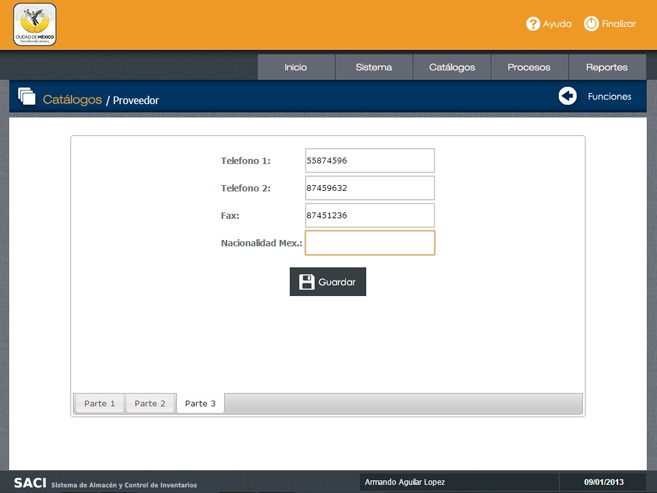 CIUDAD DE MÉXICO
Ayuda
Finalizar
Inicio
Sistema
Catálogos
Procesos
Reportes
Catálogos / Proveedor
Funciones
Telefono 1: 55874596
Telefono 2: 87459632
Fax: 87451236
Nacionalidad Mex.:
Guardar
Parte 1
Parte 2
Parte 3
SACI Sistema de Almacén y Control de Inventarios
Armando Aguilar Lopez
09/01/2013